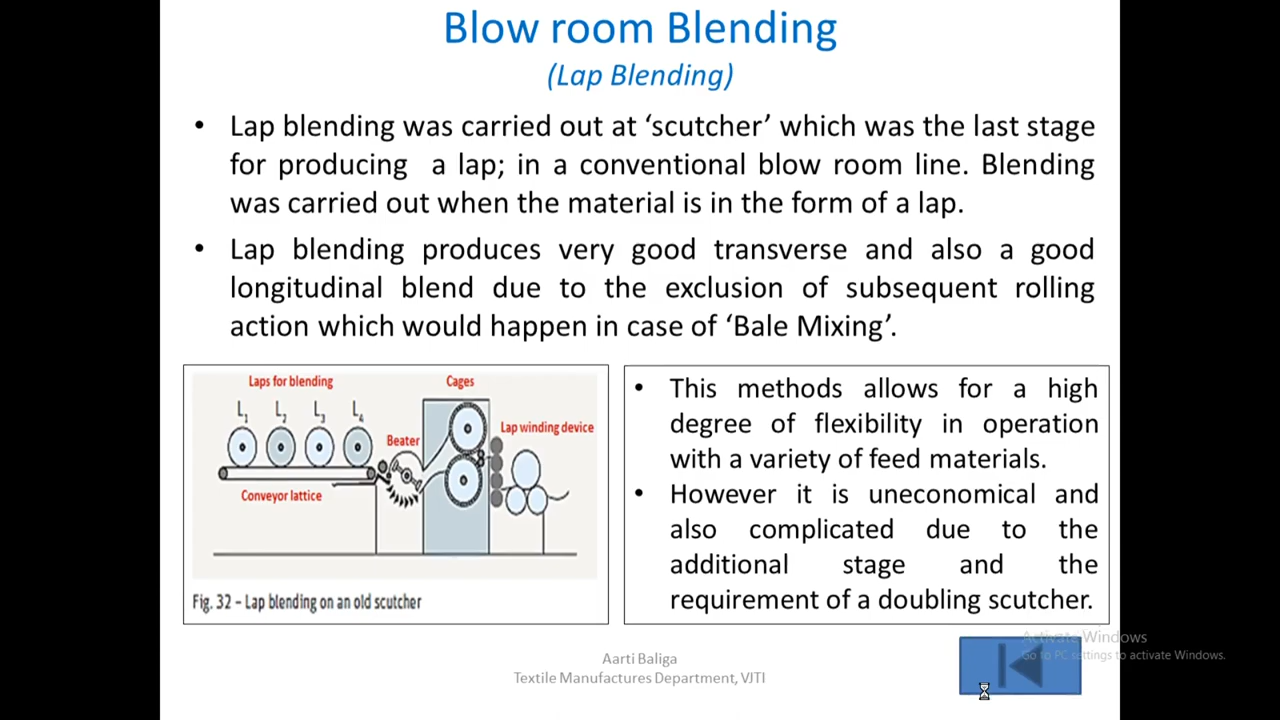 Blow room Blending
(Lap Blending)
• Lap blending was carried out at ‘scutcher’ which was the last stage
for producing a lap; in a conventional blow room line. Blending
was carried out when the material is in the form of a lap.
• Lap blending produces very good transverse and also a good
longitudinal blend due to the exclusion of subsequent rolling
action which would happen in case of ‘Bale Mixing’.
Laps for blending
L1 L2 L3 L4
Cages
Beater
Lap winding device
Conveyor lattice
Fig. 32 – Lap blending on an old scutcher
• This methods allows for a high
degree of flexibility in operation
with a variety of feed materials.
• However it is uneconomical and
also complicated due to the
additional stage and the
requirement of a doubling scutcher.
Aarti Baliga
Textile Manufactures Department, VJTI
Activate Windows
Go to PC settings to activate Windows.